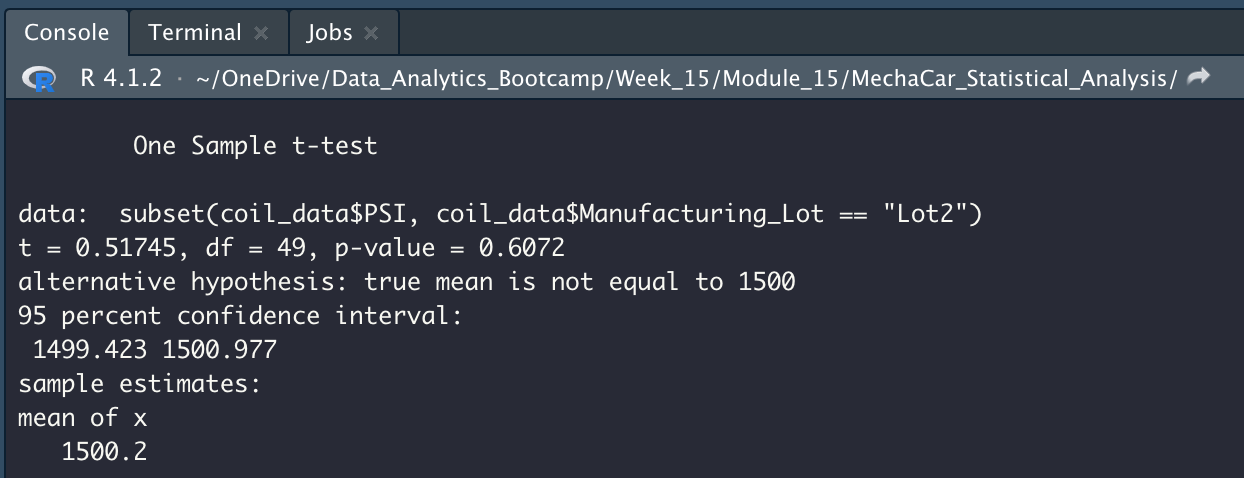 Console Terminal × Jobs ×
R 4.1.2 · ~/OneDrive/Data_Analytics_Bootcamp/Week_15/Module_15/MechaCar_Statistical_Analysis/
One Sample t-test
data:  subset(coil_data$PSI, coil_data$Manufacturing_Lot == "Lot2")
t = 0.51745, df = 49, p-value = 0.6072
alternative hypothesis: true mean is not equal to 1500
95 percent confidence interval:
1499.423 1500.977
sample estimates:
mean of x
1500.2